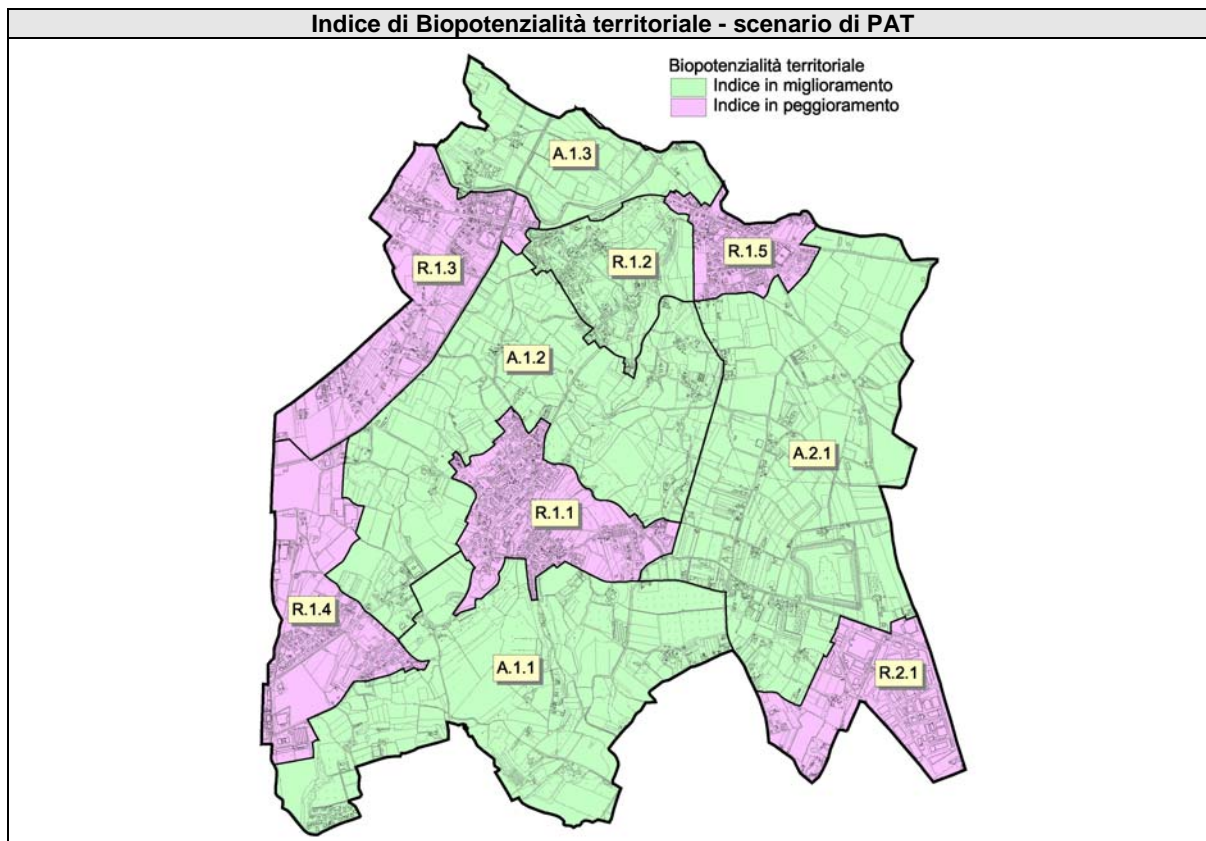 Indice di Biopotenzialità territoriale - scenario di PAT
Biopotenzialità territoriale
Indice in miglioramento
Indice in peggioramento
A.1.3
R.1.2
R.1.5
R.1.3
A.1.2
A.2.1
R.1.1
R.1.4
A.1.1
R.2.1